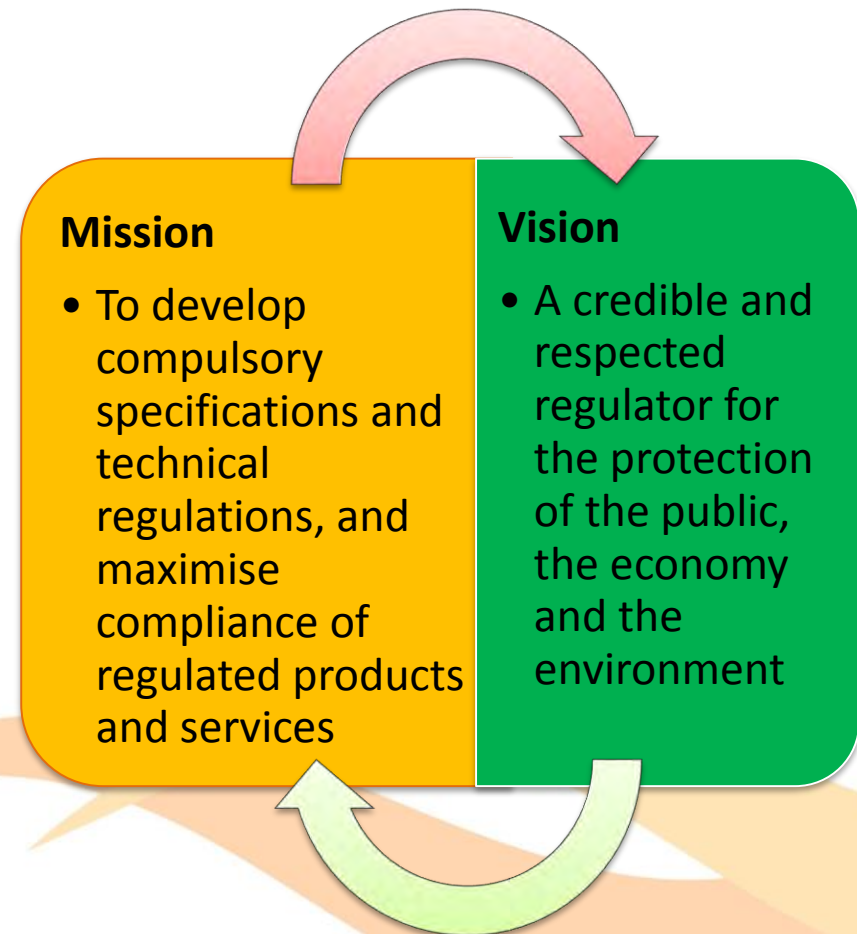 Mission
• To develop
compulsory
specifications and
technical
regulations, and
maximise
compliance of
regulated products
and services
Vision
• A credible and
respected
regulator for
the protection
of the public,
the economy
and the
environment